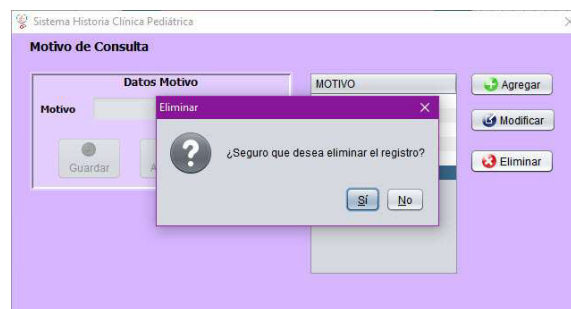 Sistema Historia Clínica Pediátrica
Motivo de Consulta
Datos Motivo
Motivo
Guardar
MOTIVO
Agregar
Modificar
Eliminar
Eliminar
¿Seguro que desea eliminar el registro?
Sí
No